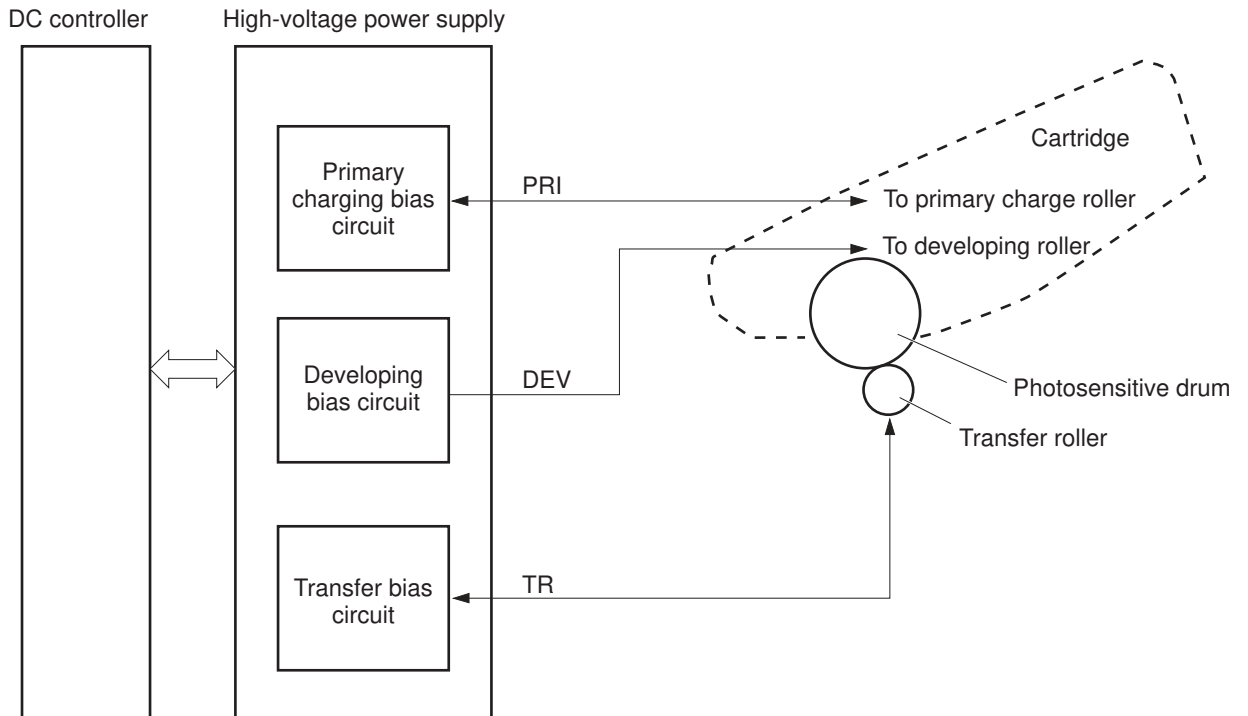 DC controller
High-voltage power supply
Primary
charging bias
circuit
PRI
Cartridge
To primary charge roller
To developing roller
Developing
bias circuit
DEV
Photosensitive drum
Transfer roller
Transfer bias
circuit
TR